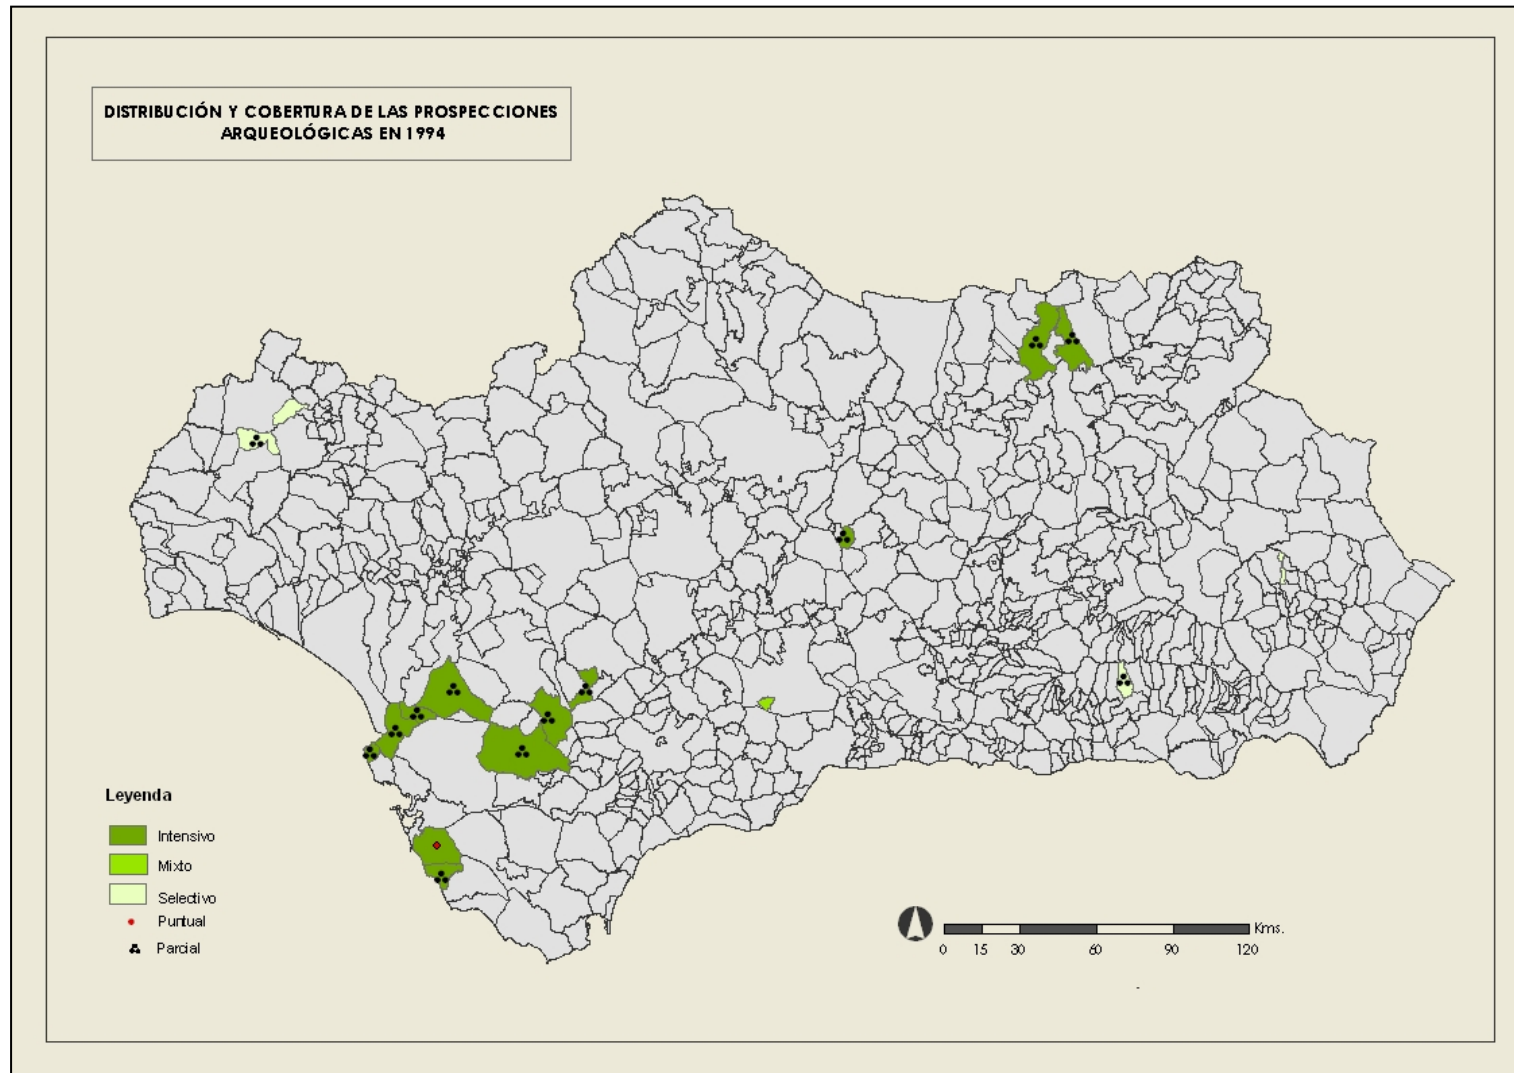 DISTRIBUCIÓN Y COBERTURA DE LAS PROSPECCIONES
ARQUEOLÓGICAS EN 1994
Leyenda
Intensivo
Mixto
Selectivo
Puntual
Parcial
Kms.
0 15 30 60 90 120